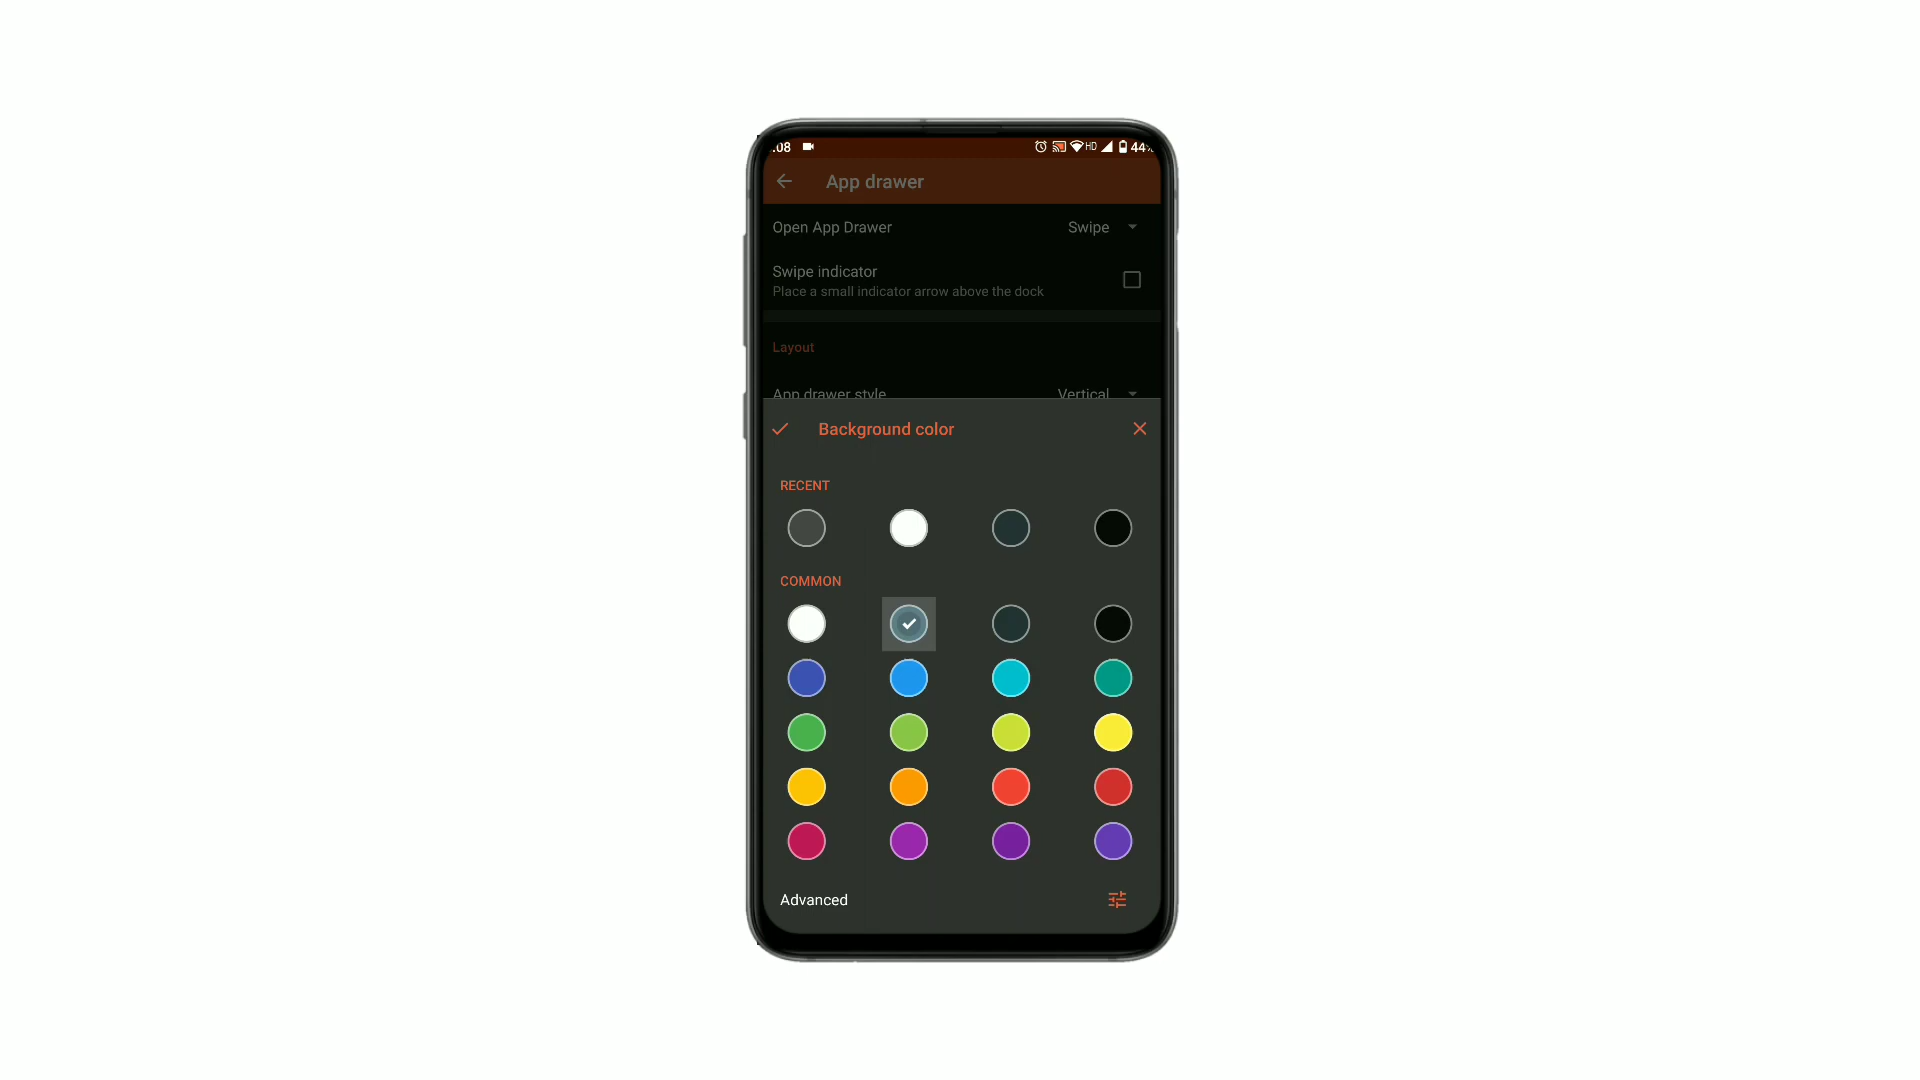 :08 HD 44%
App drawer
Open App Drawer Swipe
Swipe indicator
Place a small indicator arrow above the dock
Layout
App drawer style Vertical
Background color
RECENT
COMMON
Advanced